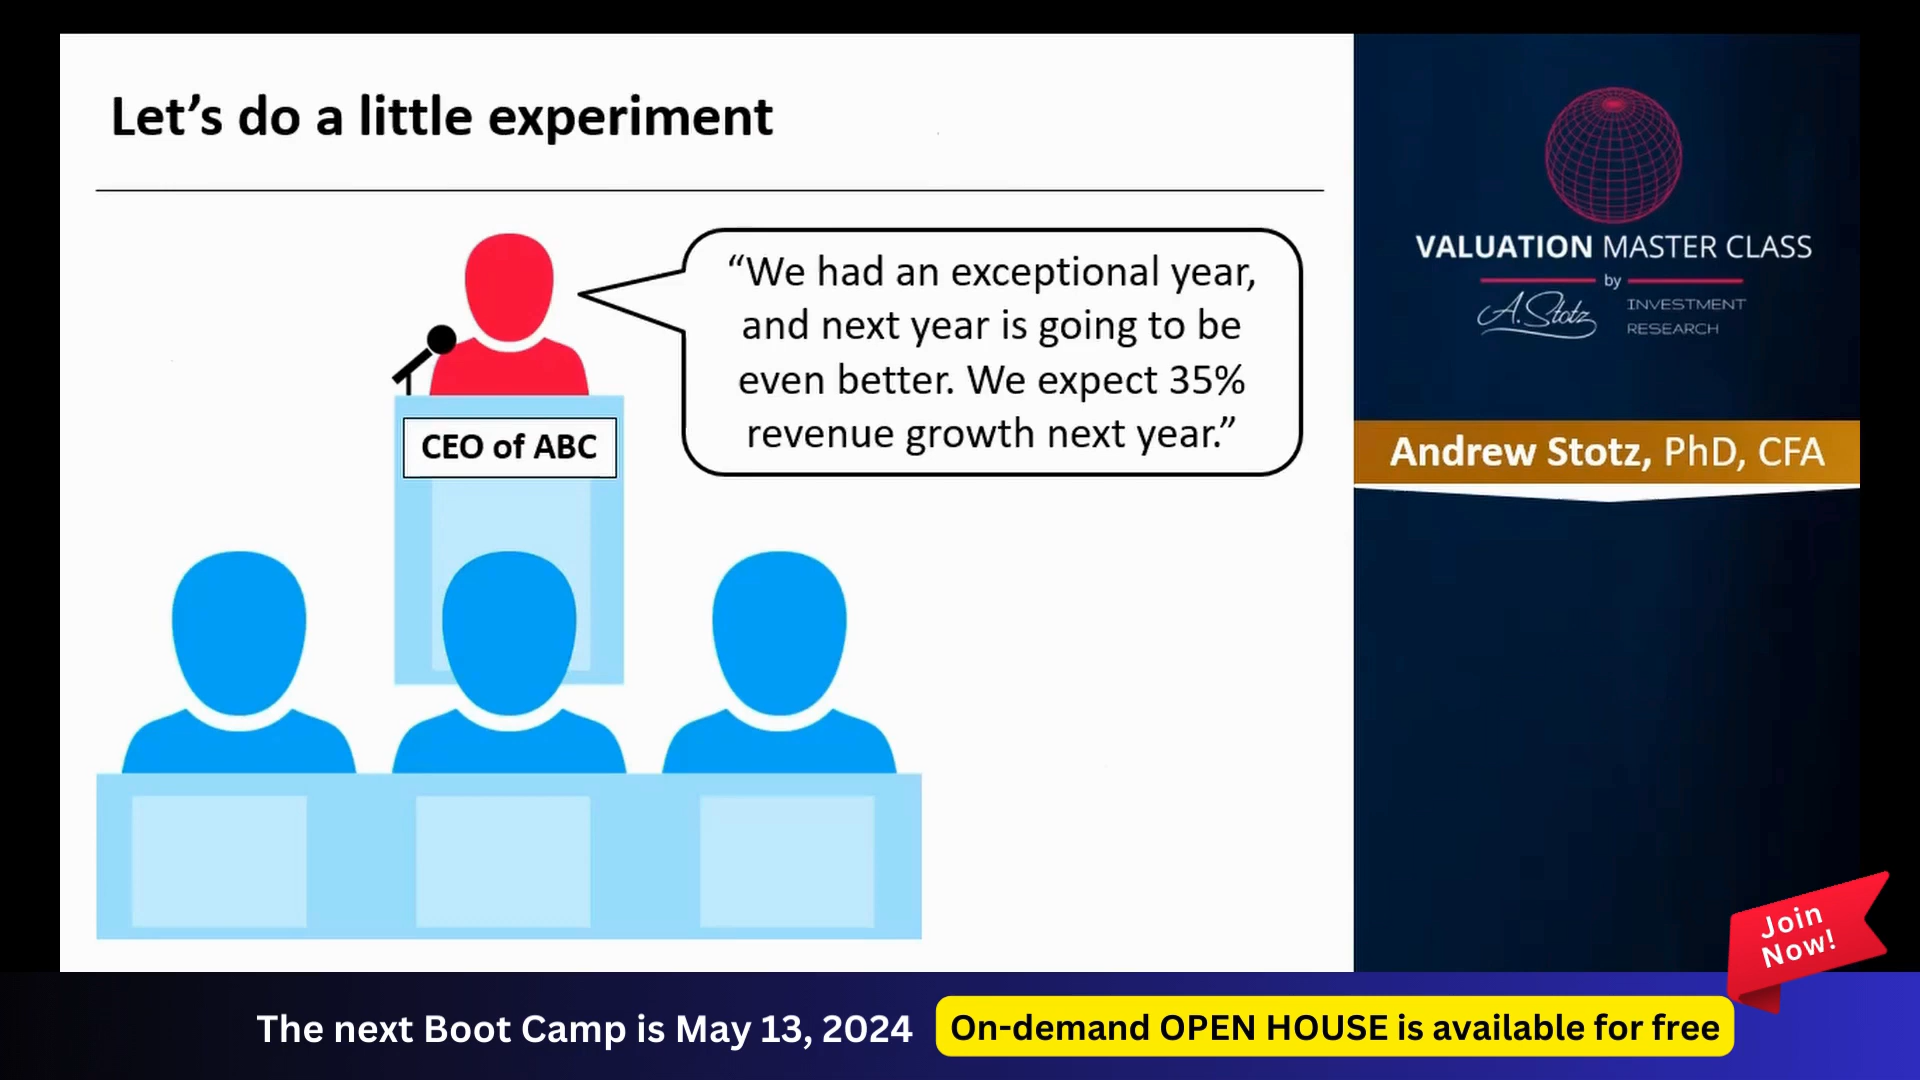 Let's do a little experiment
“We had an exceptional year,
and next year is going to be
even better. We expect 35%
revenue growth next year.”
CEO of ABC
VALUATION MASTER CLASS
by
A.Stotz
INVESTMENT
RESEARCH
Andrew Stotz, PhD, CFA
Join
Now!
The next Boot Camp is May 13, 2024
On-demand OPEN HOUSE is available for free